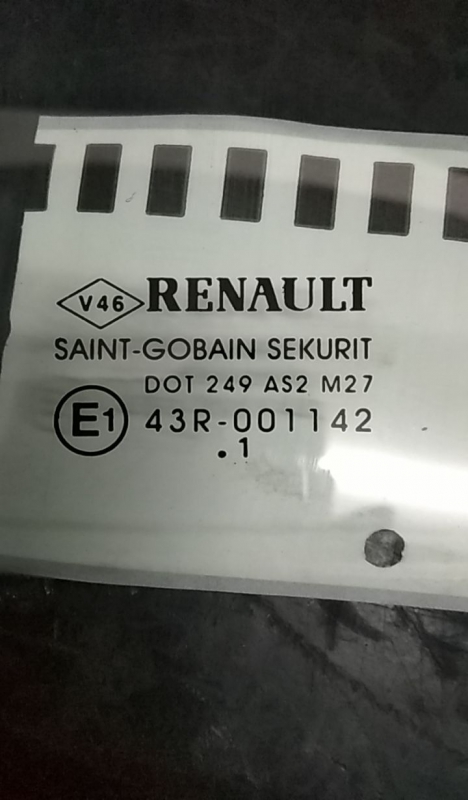 V46 RENAULT
SAINT-GOBAIN SEKURIT
DOT 249 AS2 M27
E1 43R-001142
.1